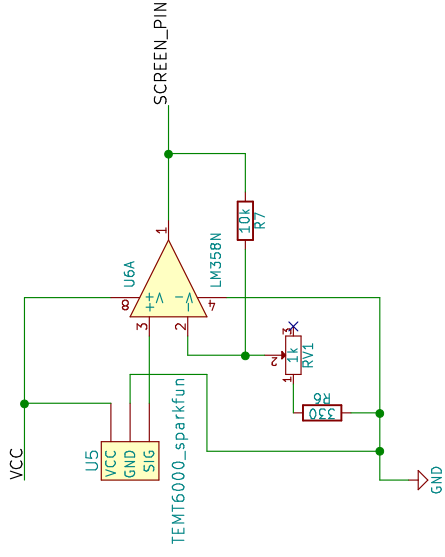 SCREEN_PIN
1
10k
R7
U6A
LM358N
8
++
V+
−
V−
4
3
2
3
2
1k
RV1
1
R6
330
TEMT6000_sparkfun
VCC
U5
VCC
GND
SIG
GND